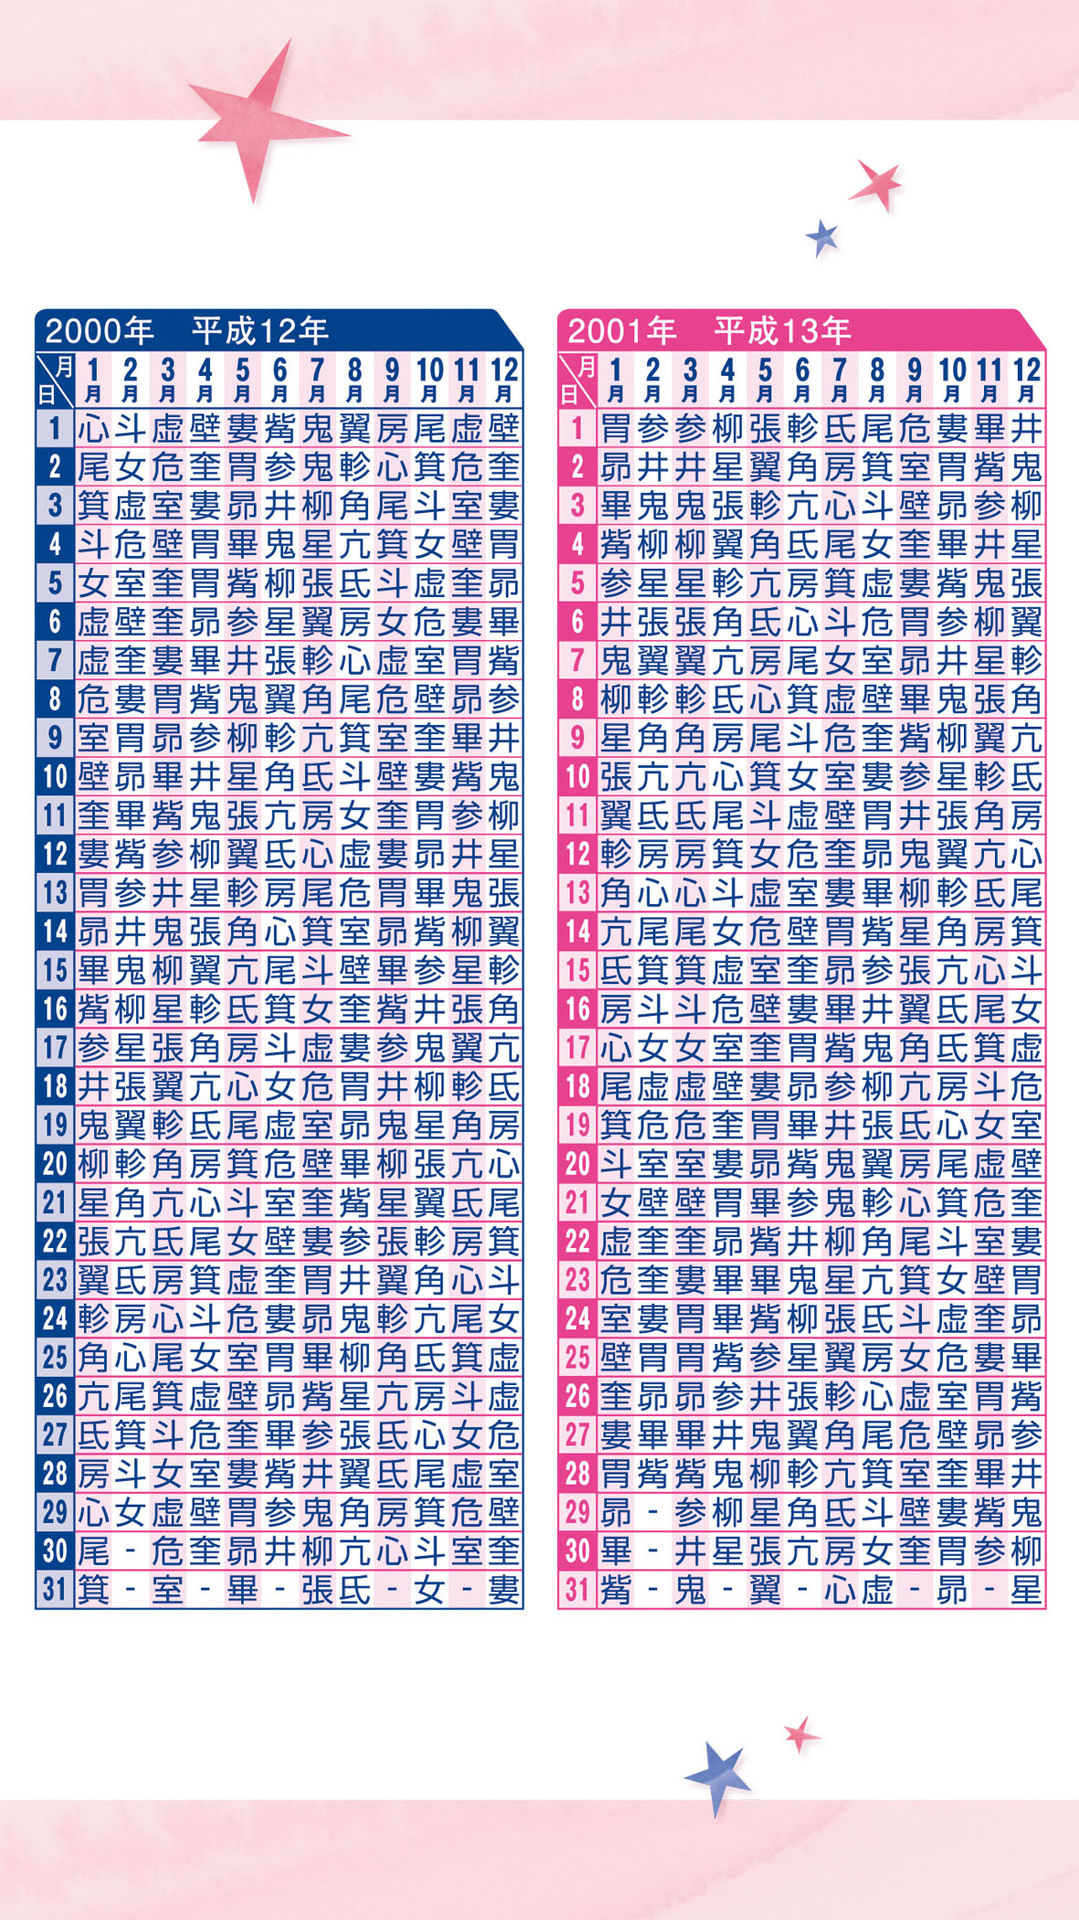 2000年 平成12年
月 日 1月 2月 3月 4月 5月 6月 7月 8月 9月 10月 11月 12月
1 心 斗 虚 壁 婁 觜 鬼 翼 房 尾 虚 壁
2 尾 女 危 奎 胃 参 鬼 軫 心 箕 危 奎
3 箕 虚 室 婁 昴 井 柳 角 尾 斗 室 婁
4 斗 危 壁 胃 畢 鬼 星 亢 箕 女 壁 胃
5 女 室 奎 胃 觜 柳 張 氐 斗 虚 奎 昴
6 虚 壁 奎 昴 参 星 翼 房 女 危 婁 畢
7 虚 奎 婁 畢 井 張 軫 心 虚 室 胃 觜
8 危 婁 胃 觜 鬼 翼 角 尾 危 壁 昴 参
9 室 胃 昴 参 柳 軫 亢 箕 室 奎 畢 井
10 壁 昴 畢 井 星 角 氐 斗 壁 婁 觜 鬼
11 奎 畢 觜 鬼 張 亢 房 女 奎 胃 参 柳
12 婁 觜 参 柳 翼 氐 心 虚 婁 昴 井 星
13 胃 参 井 星 軫 房 尾 危 胃 畢 鬼 張
14 昴 井 鬼 張 角 心 箕 室 昴 觜 柳 翼
15 畢 鬼 柳 翼 亢 尾 斗 壁 畢 参 星 軫
16 觜 柳 星 軫 氐 箕 女 奎 觜 井 張 角
17 参 星 張 角 房 斗 虚 婁 参 鬼 翼 亢
18 井 張 翼 亢 心 女 危 胃 井 柳 軫 氐
19 鬼 翼 軫 氐 尾 虚 室 昴 鬼 星 角 房
20 柳 軫 角 房 箕 危 壁 畢 柳 張 亢 心
21 星 角 亢 心 斗 室 奎 觜 星 翼 氐 尾
22 張 亢 氐 尾 女 壁 婁 参 張 軫 房 箕
23 翼 氐 房 箕 虚 奎 胃 井 翼 角 心 斗
24 軫 房 心 斗 危 婁 昴 鬼 軫 亢 尾 女
25 角 心 尾 女 室 胃 畢 柳 角 氐 箕 虚
26 亢 尾 箕 虚 壁 昴 觜 星 亢 房 斗 虚
27 氐 箕 斗 危 奎 畢 参 張 氐 心 女 危
28 房 斗 女 室 婁 觜 井 翼 氐 尾 虚 室
29 心 女 虚 壁 胃 参 鬼 角 房 箕 危 壁
30 尾 - 危 奎 昴 井 柳 亢 心 斗 室 奎
31 箕 - 室 - 畢 - 張 氐 - 女 - 婁
2001年 平成13年
月 日 1月 2月 3月 4月 5月 6月 7月 8月 9月 10月 11月 12月
1 胃 参 参 柳 張 軫 氐 尾 危 婁 畢 井
2 昴 井 井 星 翼 角 房 箕 室 胃 觜 鬼
3 畢 鬼 鬼 張 軫 亢 心 斗 壁 昴 参 柳
4 觜 柳 柳 翼 角 氐 尾 女 奎 畢 井 星
5 参 星 星 軫 亢 房 箕 虚 婁 觜 鬼 張
6 井 張 張 角 氐 心 斗 危 胃 参 柳 翼
7 鬼 翼 翼 亢 房 尾 女 室 昴 井 星 軫
8 柳 軫 軫 氐 心 箕 虚 壁 畢 鬼 張 角
9 星 角 角 房 尾 斗 危 奎 觜 柳 翼 亢
10 張 亢 亢 心 箕 女 室 婁 参 星 軫 氐
11 翼 氐 氐 尾 斗 虚 壁 胃 井 張 角 房
12 軫 房 房 箕 女 危 奎 昴 鬼 翼 亢 心
13 角 心 心 斗 虚 室 婁 畢 柳 軫 氐 尾
14 亢 尾 尾 女 危 壁 胃 觜 星 角 房 箕
15 氐 箕 箕 虚 室 奎 昴 参 張 亢 心 斗
16 房 斗 斗 危 壁 婁 畢 井 翼 氐 尾 女
17 心 女 女 室 奎 胃 觜 鬼 角 氐 箕 虚
18 尾 虚 虚 壁 婁 昴 参 柳 亢 房 斗 危
19 箕 危 危 奎 胃 畢 井 張 氐 心 女 室
20 斗 室 室 婁 昴 觜 鬼 翼 房 尾 虚 壁
21 女 壁 壁 胃 畢 参 鬼 軫 心 箕 危 奎
22 虚 奎 奎 昴 觜 井 柳 角 尾 斗 室 婁
23 危 奎 婁 畢 畢 鬼 星 亢 箕 女 壁 胃
24 室 婁 胃 畢 觜 柳 張 氐 斗 虚 奎 昴
25 壁 胃 胃 觜 参 星 翼 房 女 危 婁 畢
26 奎 昴 昴 参 井 張 軫 心 虚 室 胃 觜
27 婁 畢 畢 井 鬼 翼 角 尾 危 壁 昴 参
28 胃 觜 觜 鬼 柳 軫 亢 箕 室 奎 畢 井
29 昴 - 参 柳 星 角 氐 斗 壁 婁 觜 鬼
30 畢 - 井 星 張 亢 房 女 奎 胃 参 柳
31 觜 - 鬼 - 翼 - 心 虚 - 昴 - 星